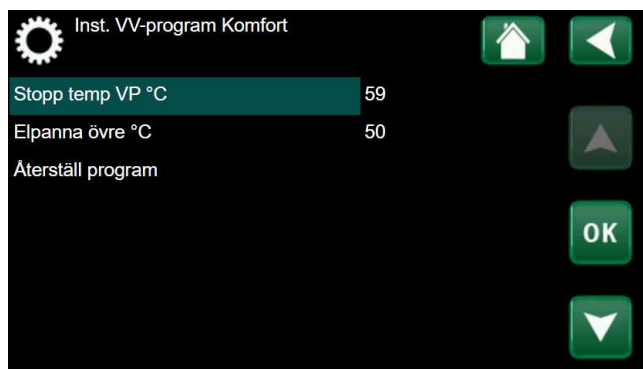 Inst. VV-program Komfort
Stopp temp VP °C 59
Elpanna övre °C 50
Återställ program
OK